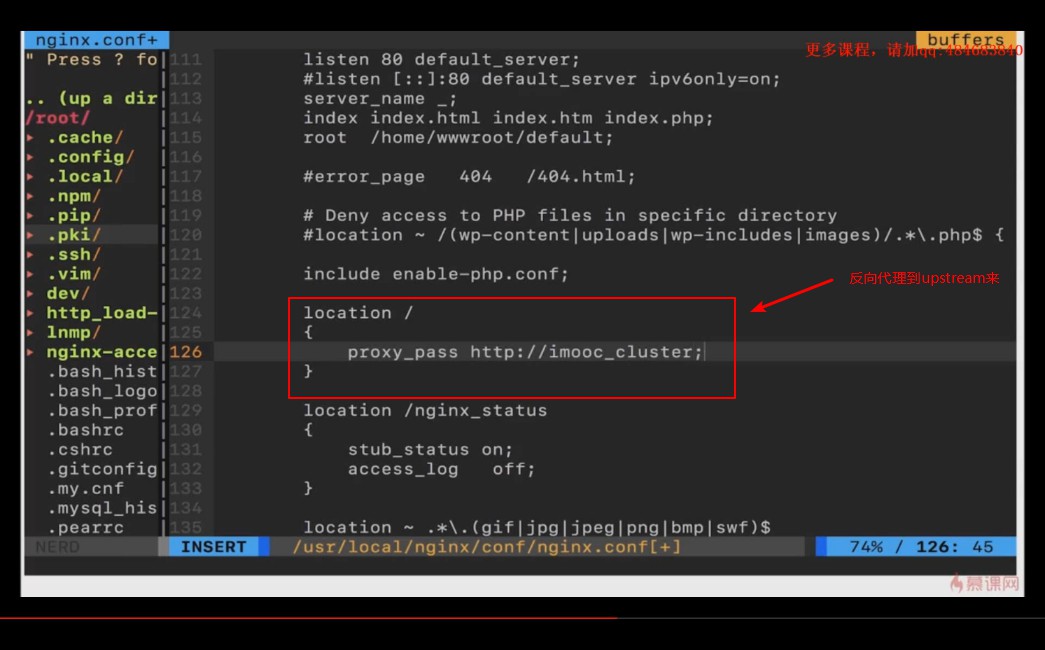 nginx.conf+ buffers
更多课程，请加qq:484683840
" Press ? fo 111 listen 80 default_server;
112 #listen [::]:80 default_server ipv6only=on;
.. (up a dir 113 server_name _;
/root/ 114 index index.html index.htm index.php;
▸ .cache/ 115 root /home/wwwroot/default;
▸ .config/ 116
▸ .local/ 117 #error_page 404 /404.html;
▸ .npm/ 118
▸ .pip/ 119 # Deny access to PHP files in specific directory
▸ .pki/ 120 #location ~ /(wp-content|uploads|wp-includes|images)/.*\.php$ {
▸ .ssh/ 121
▸ .vim/ 122 include enable-php.conf;
反向代理到upstream来
▸ dev/ 123
▸ http_load- 124 location /
▸ lnmp/ 125 {
▸ nginx-acce 126 proxy_pass http://imooc_cluster;
.bash_hist 127 }
.bash_logo 128
.bash_prof 129 location /nginx_status
.bashrc 130 {
.cshrc 131 stub_status on;
.gitconfig 132 access_log off;
.my.cnf 133 }
.mysql_his 134
.pearrc 135 location ~ .*\.(gif|jpg|jpeg|png|bmp|swf)$
NERD INSERT /usr/local/nginx/conf/nginx.conf[+] 74% / 126: 45
慕课网